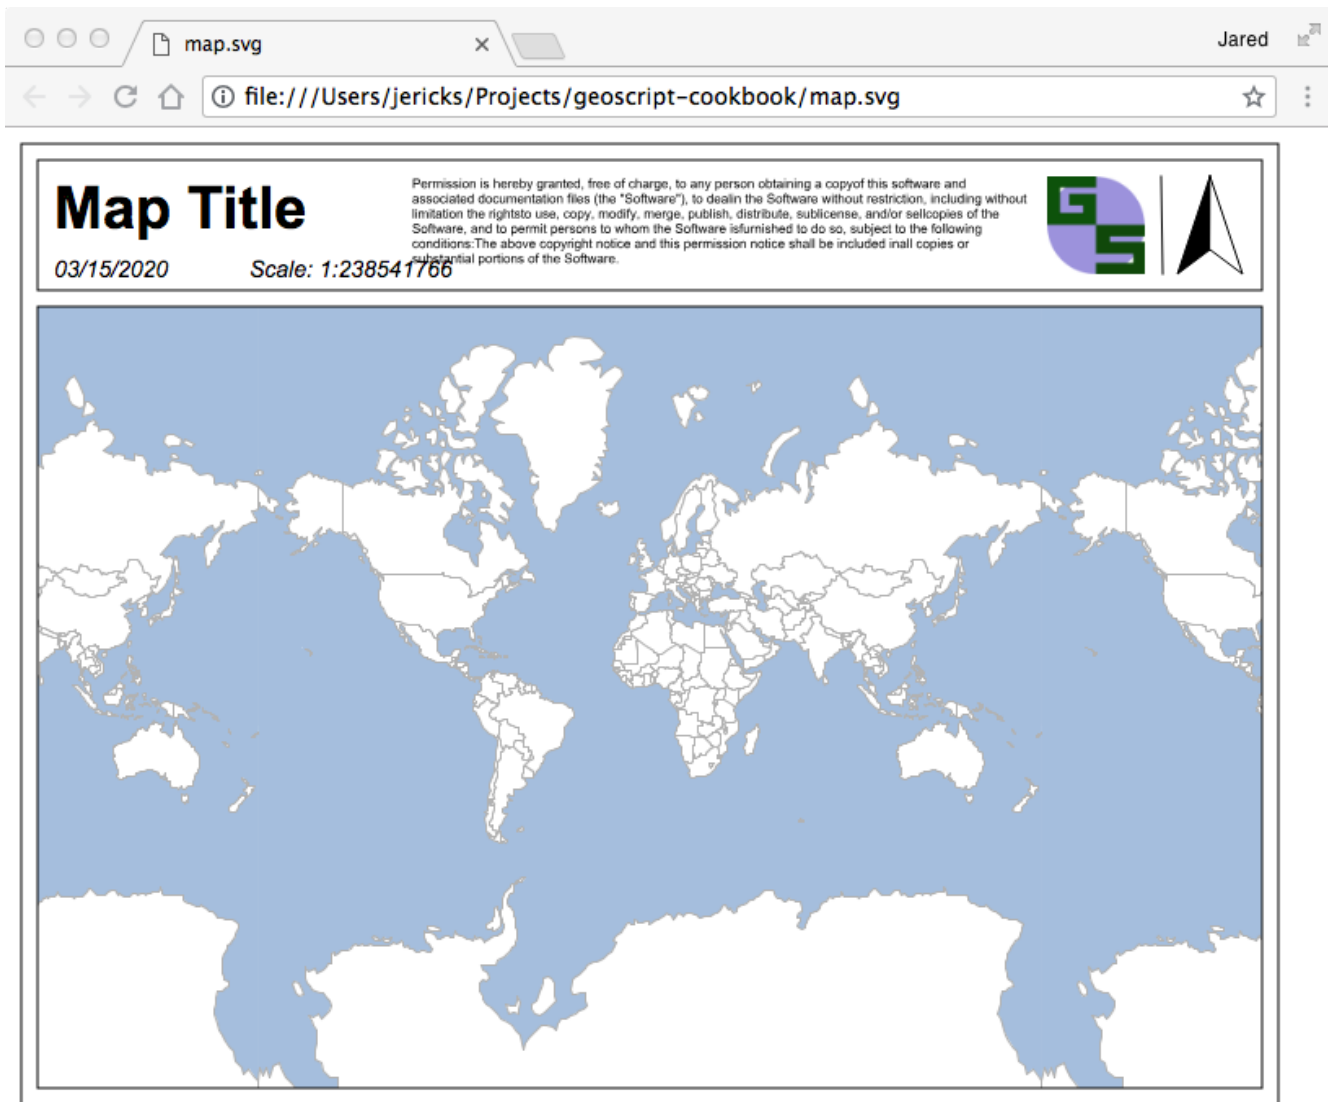 map.svg
Jared
file:///Users/jericks/Projects/geoscript-cookbook/map.svg
Map Title
03/15/2020
Scale: 1:238541766
Permission is hereby granted, free of charge, to any person obtaining a copyof this software and
associated documentation files (the "Software"), to dealin the Software without restriction, including without
limitation the rightsto use, copy, modify, merge, publish, distribute, sublicense, and/or sellcopies of the
Software, and to permit persons to whom the Software isfurnished to do so, subject to the following
conditions:The above copyright notice and this permission notice shall be included inall copies or
substantial portions of the Software.
GS